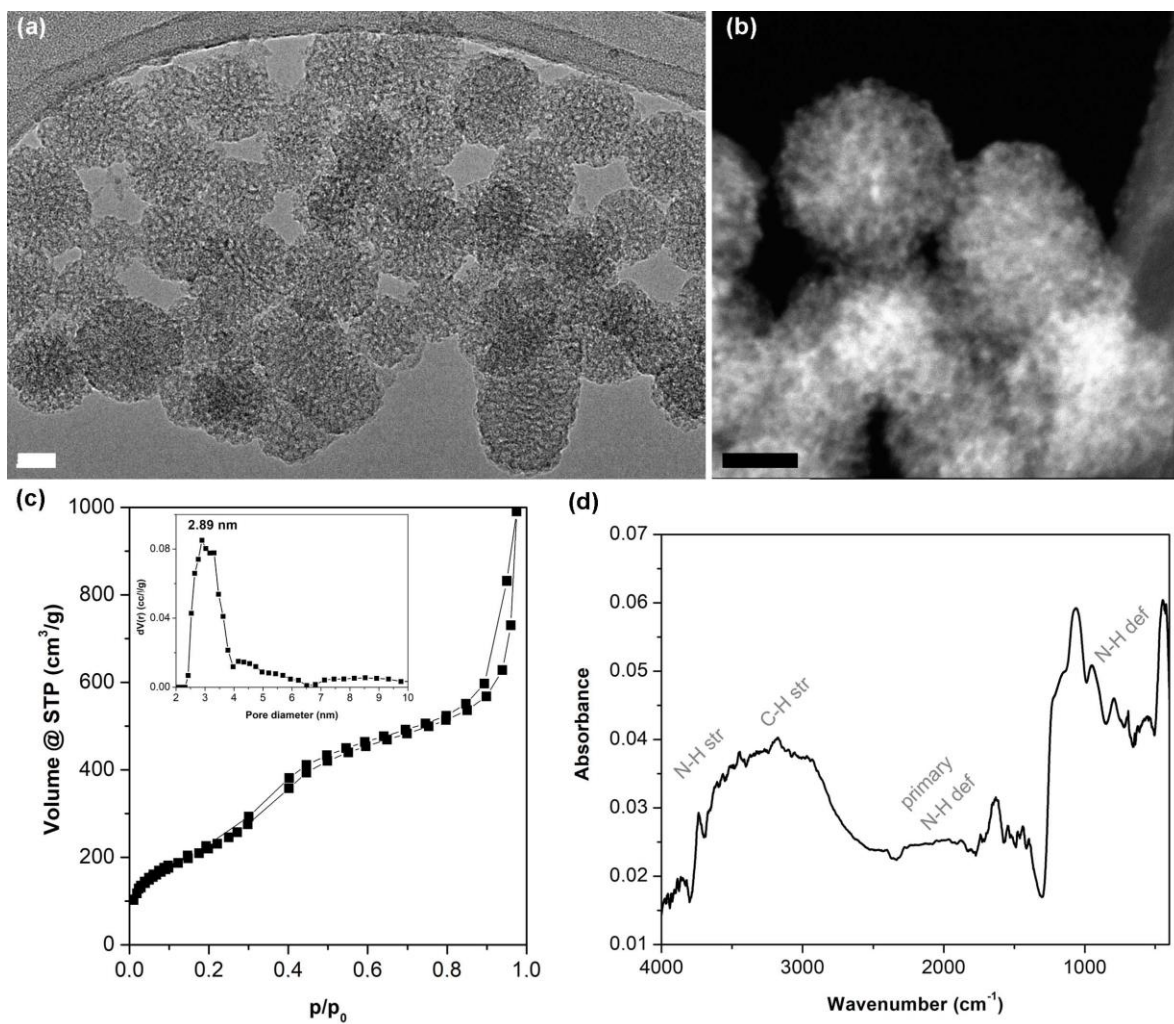 (a)
(b)
(c)
1000
800
600
400
200
0
0.0 0.2 0.4 0.6 0.8 1.0
Volume @ STP (cm³/g)
p/p₀
2.89 nm
0.08
0.04
0.00
2 3 4 5 6 7 8 9 10
dV(r) (cc/l/g)
Pore diameter (nm)
(d)
0.07
0.06
0.05
0.04
0.03
0.02
0.01
4000 3000 2000 1000
Absorbance
Wavenumber (cm⁻¹)
N-H str
C-H str
primary
N-H def
N-H def